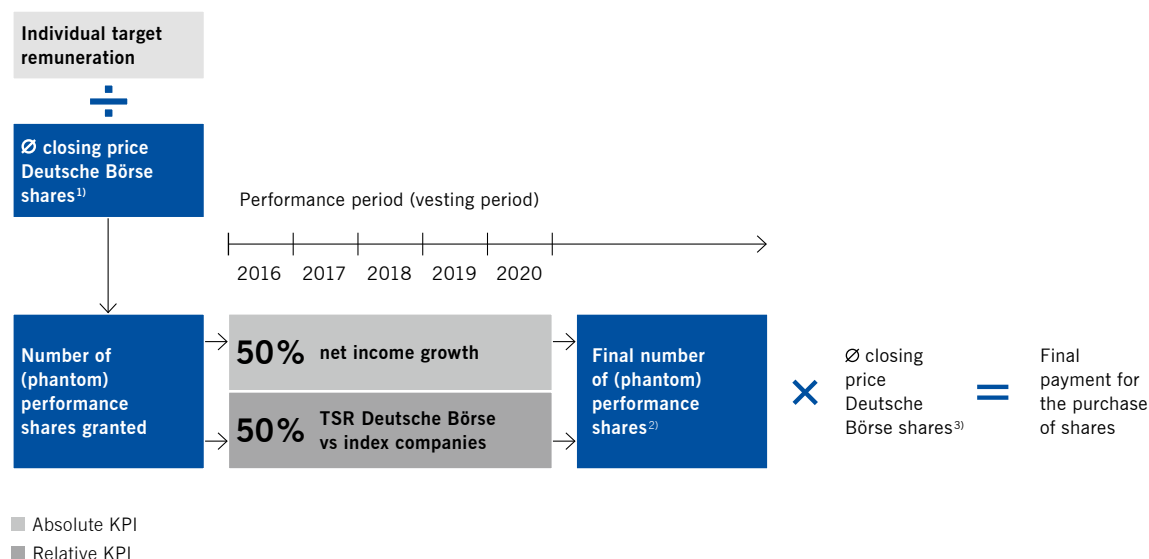 Individual target
remuneration
÷
Ø closing price
Deutsche Börse
shares1)
Performance period (vesting period)
2016 2017 2018 2019 2020
Number of
(phantom)
performance
shares granted
50% net income growth
50% TSR Deutsche Börse
vs index companies
Final number
of (phantom)
performance
shares2)
×
Ø closing
price
Deutsche
Börse shares3)
=
Final
payment for
the purchase
of shares
Absolute KPI
Relative KPI